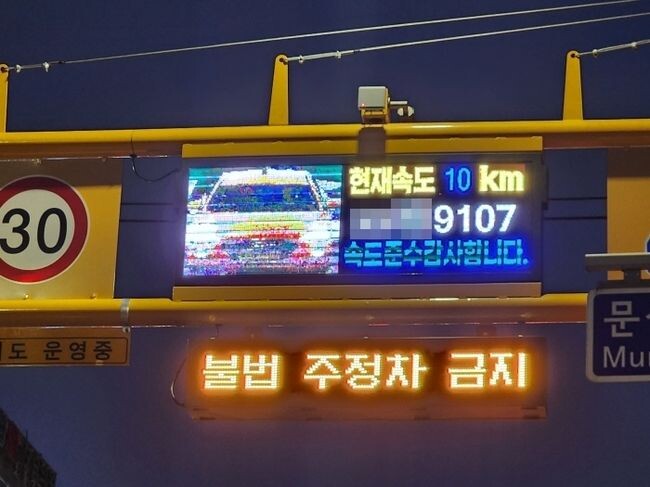 30
현재속도 10 km
9107
속도준수감사합니다.
도 운영중
불법 주정차 금지
문
Mu